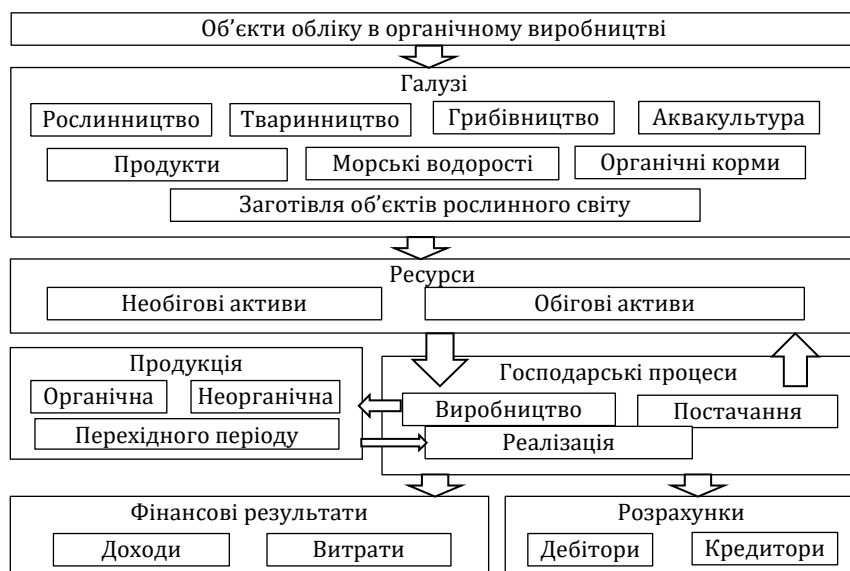 Об’єкти обліку в органічному виробництві
Галузі
Рослинництво
Тваринництво
Грибівництво
Аквакультура
Продукти
Морські водорості
Органічні корми
Заготівля об’єктів рослинного світу
Ресурси
Необігові активи
Обігові активи
Продукція
Органічна
Неорганічна
Перехідного періоду
Господарські процеси
Виробництво
Постачання
Реалізація
Фінансові результати
Доходи
Витрати
Розрахунки
Дебітори
Кредитори